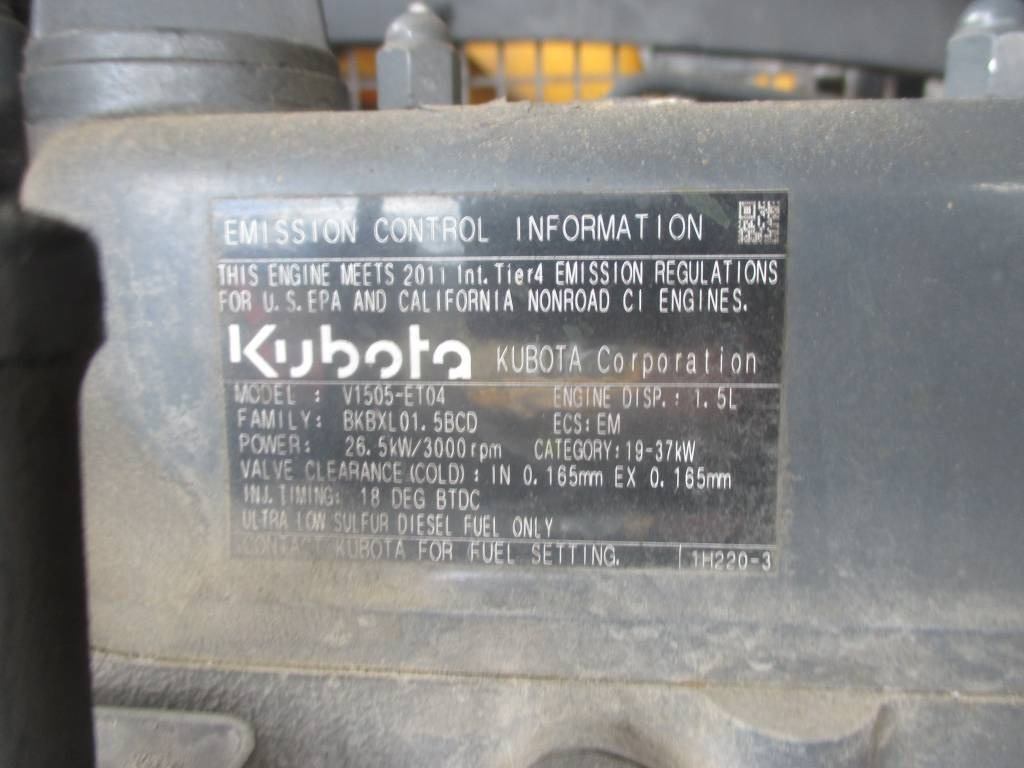 EMISSION CONTROL INFORMATION
THIS ENGINE MEETS 2011 Int. Tier4 EMISSION REGULATIONS
FOR U.S. EPA AND CALIFORNIA NONROAD CI ENGINES.
Kubota KUBOTA Corporation
MODEL : V1505-ET04 ENGINE DISP.: 1.5L
FAMILY: BKBXL01.5BCD ECS: EM
POWER: 26.5kW/3000rpm CATEGORY: 19-37kW
VALVE CLEARANCE(COLD): IN 0.165mm EX 0.165mm
INJ.TIMING: 18 DEG BTDC
ULTRA LOW SULFUR DIESEL FUEL ONLY
CONTACT KUBOTA FOR FUEL SETTING. 1H220-3